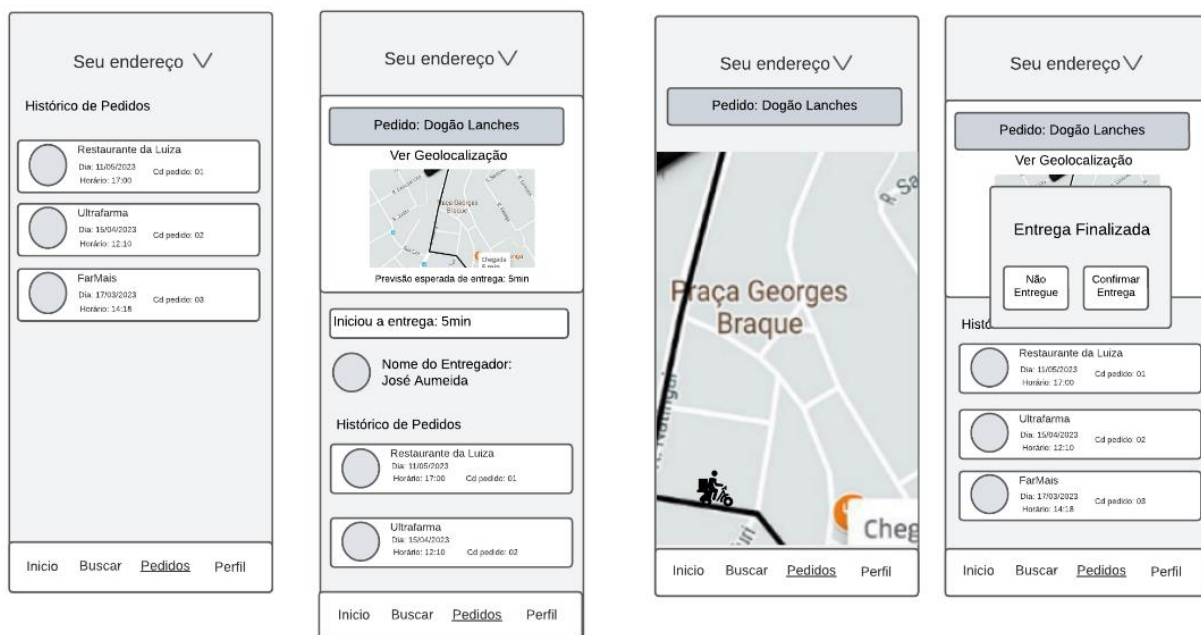 Seu endereço
Histórico de Pedidos
Restaurante da Luiza
Dia: 11/05/2023
Horário: 17:00
Cd pedido: 01
Ultrafarma
Dia: 15/04/2023
Horário: 12:10
Cd pedido: 02
FarMais
Dia: 17/03/2023
Horário: 14:18
Cd pedido: 03
Inicio Buscar Pedidos Perfil
Seu endereço
Pedido: Dogão Lanches
Ver Geolocalização
Praça Georges
Braque
Chegada
5 min
Previsão esperada de entrega: 5min
Iniciou a entrega: 5min
Nome do Entregador:
José Aumeida
Histórico de Pedidos
Restaurante da Luiza
Dia: 11/05/2023
Horário: 17:00 Cd pedido: 01
Ultrafarma
Dia: 15/04/2023
Horário: 12:10 Cd pedido: 02
Inicio Buscar Pedidos Perfil
Seu endereço
Pedido: Dogão Lanches
R. Sa
Praça Georges
Braque
Cheg
Inicio Buscar Pedidos Perfil
Seu endereço
Pedido: Dogão Lanches
Ver Geolocalização
Entrega Finalizada
Não
Entregue
Confirmar
Entrega
Histó
Restaurante da Luiza
Dia: 11/05/2023
Horário: 17:00
Cd pedido: 01
Ultrafarma
Dia: 15/04/2023
Horário: 12:10
Cd pedido: 02
FarMais
Dia: 17/03/2023
Horário: 14:18
Cd pedido: 03
Inicio Buscar Pedidos Perfil